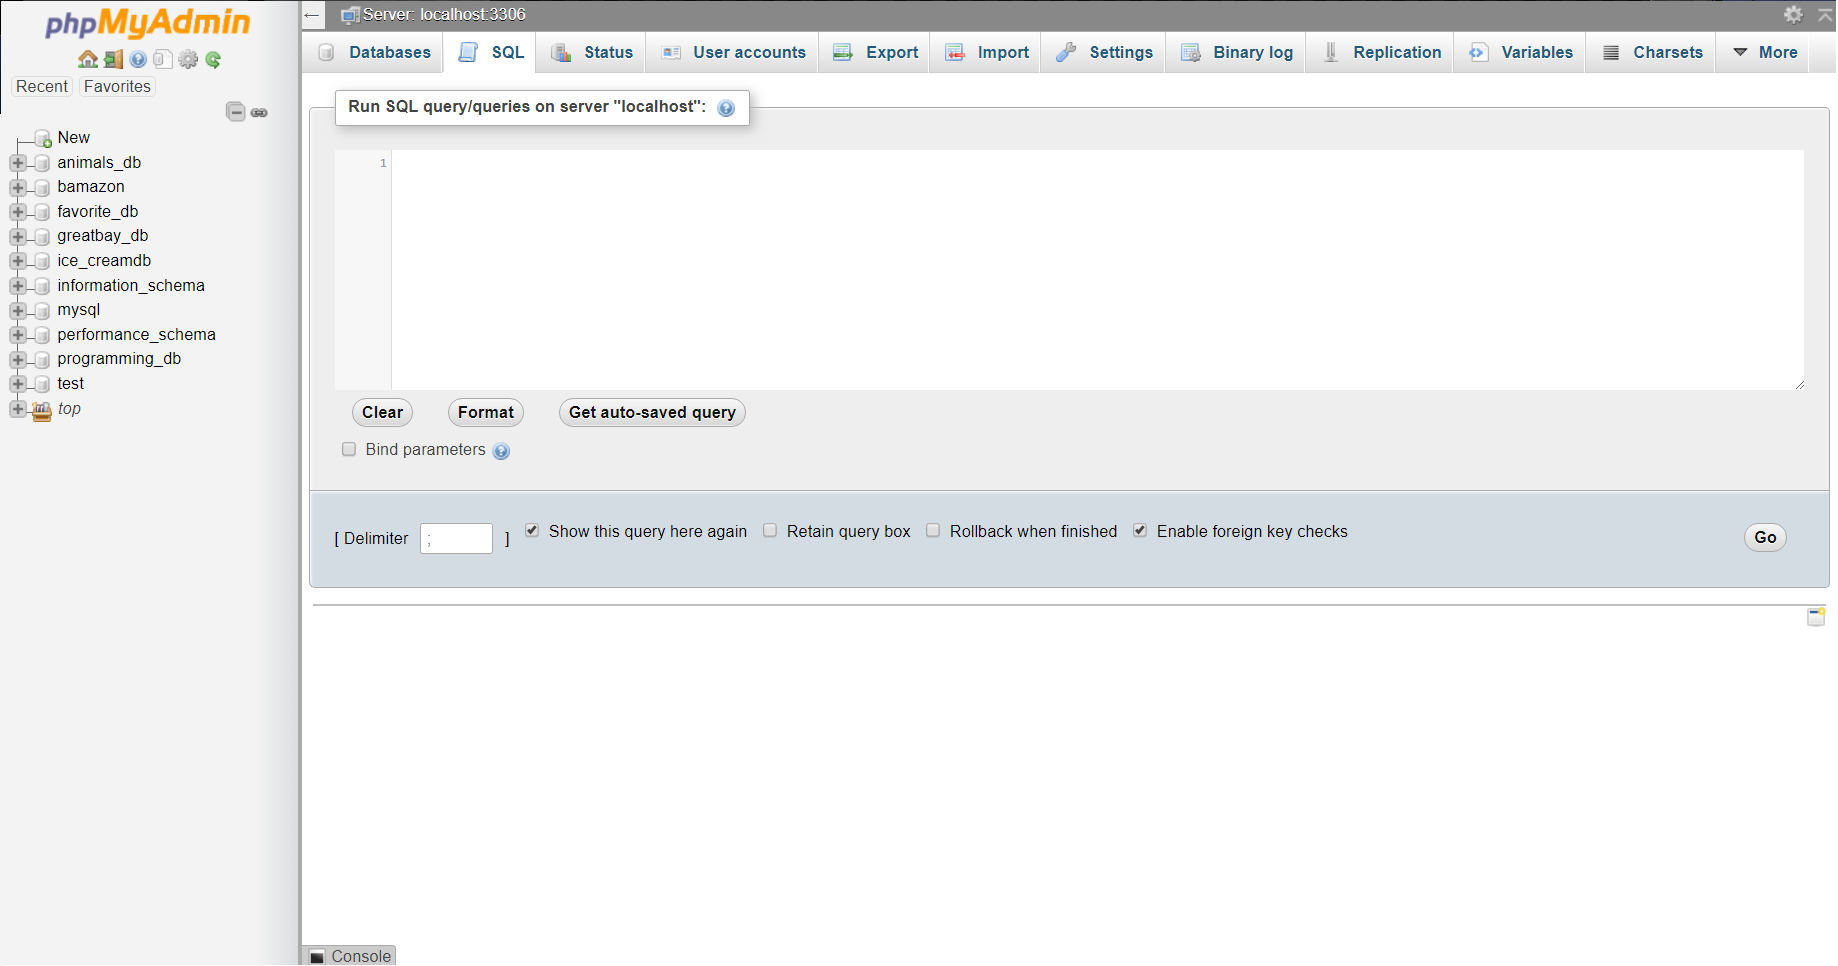 phpMyAdmin
Recent Favorites
New
animals_db
bamazon
favorite_db
greatbay_db
ice_creamdb
information_schema
mysql
performance_schema
programming_db
test
top
Server: localhost:3306
Databases SQL Status User accounts Export Import Settings Binary log Replication Variables Charsets More
Run SQL query/queries on server "localhost":
1
Clear Format Get auto-saved query
Bind parameters
[ Delimiter ; ] Show this query here again Retain query box Rollback when finished Enable foreign key checks Go
Console